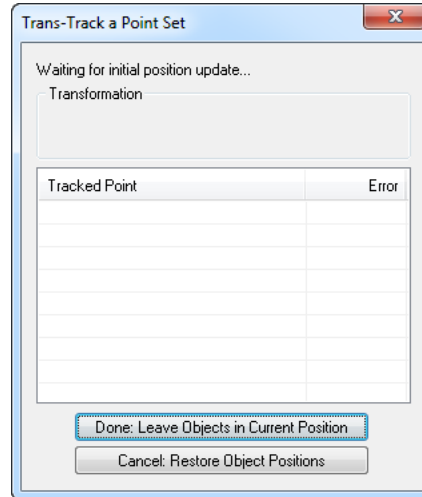 Trans-Track a Point Set
Waiting for initial position update...
Transformation
Tracked Point Error
Done: Leave Objects in Current Position
Cancel: Restore Object Positions